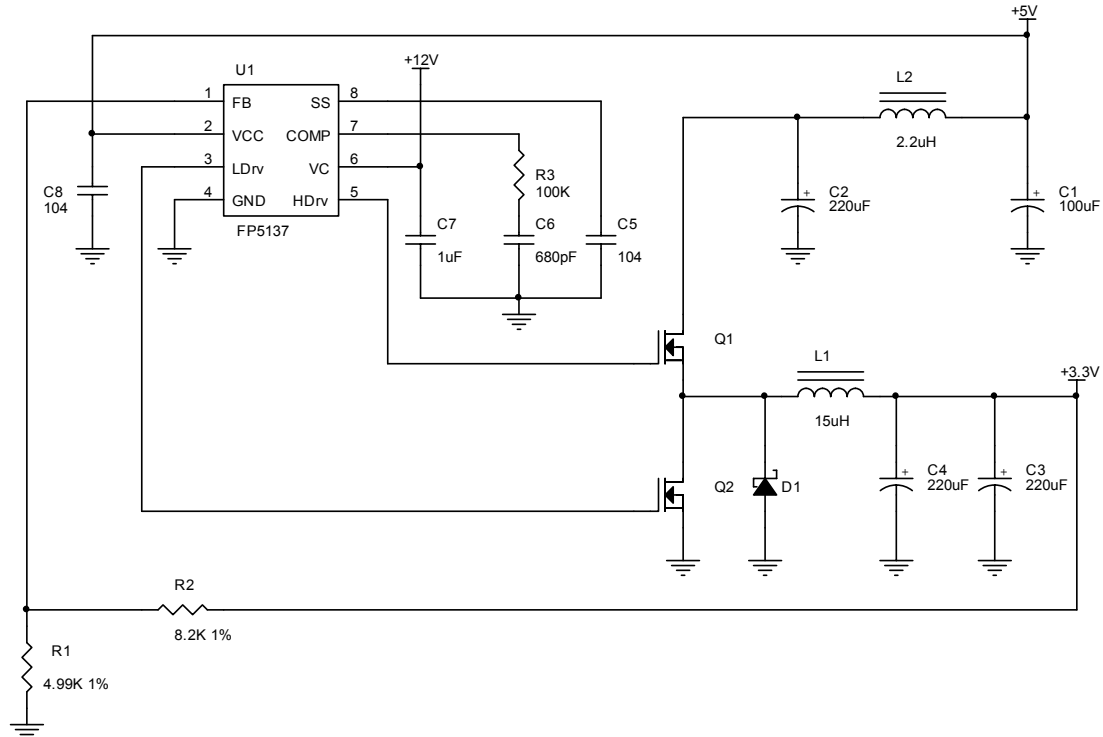 +5V
+12V
U1
1 FB SS 8
2 VCC COMP 7
3 LDrv VC 6
4 GND HDrv 5
FP5137
C8
104
R3
100K
C7
1uF
C6
680pF
C5
104
L2
2.2uH
C2
220uF
+
C1
100uF
+
Q1
L1
15uH
+3.3V
Q2
D1
C4
220uF
+
C3
220uF
+
R2
8.2K 1%
R1
4.99K 1%